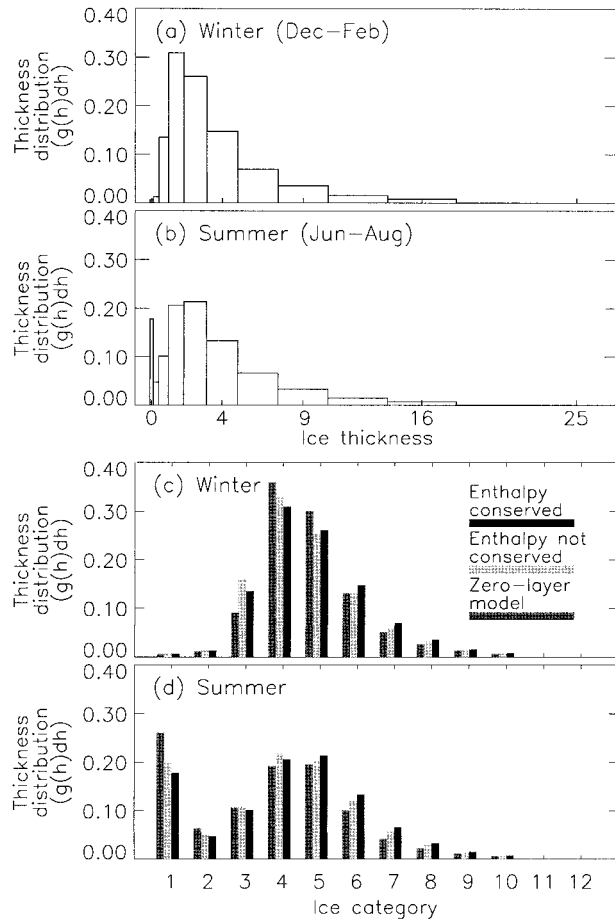 (a) Winter (Dec-Feb)
Thickness
distribution
(g(h)dh)
0.40
0.30
0.20
0.10
0.00
(b) Summer (Jun-Aug)
Thickness
distribution
(g(h)dh)
0.40
0.30
0.20
0.10
0.00
0 4 9 16 25
Ice thickness
(c) Winter
Thickness
distribution
(g(h)dh)
0.40
0.30
0.20
0.10
0.00
Enthalpy
conserved
Enthalpy not
conserved
Zero-layer
model
(d) Summer
Thickness
distribution
(g(h)dh)
0.30
0.20
0.10
0.00
1 2 3 4 5 6 7 8 9 10 11 12
Ice category